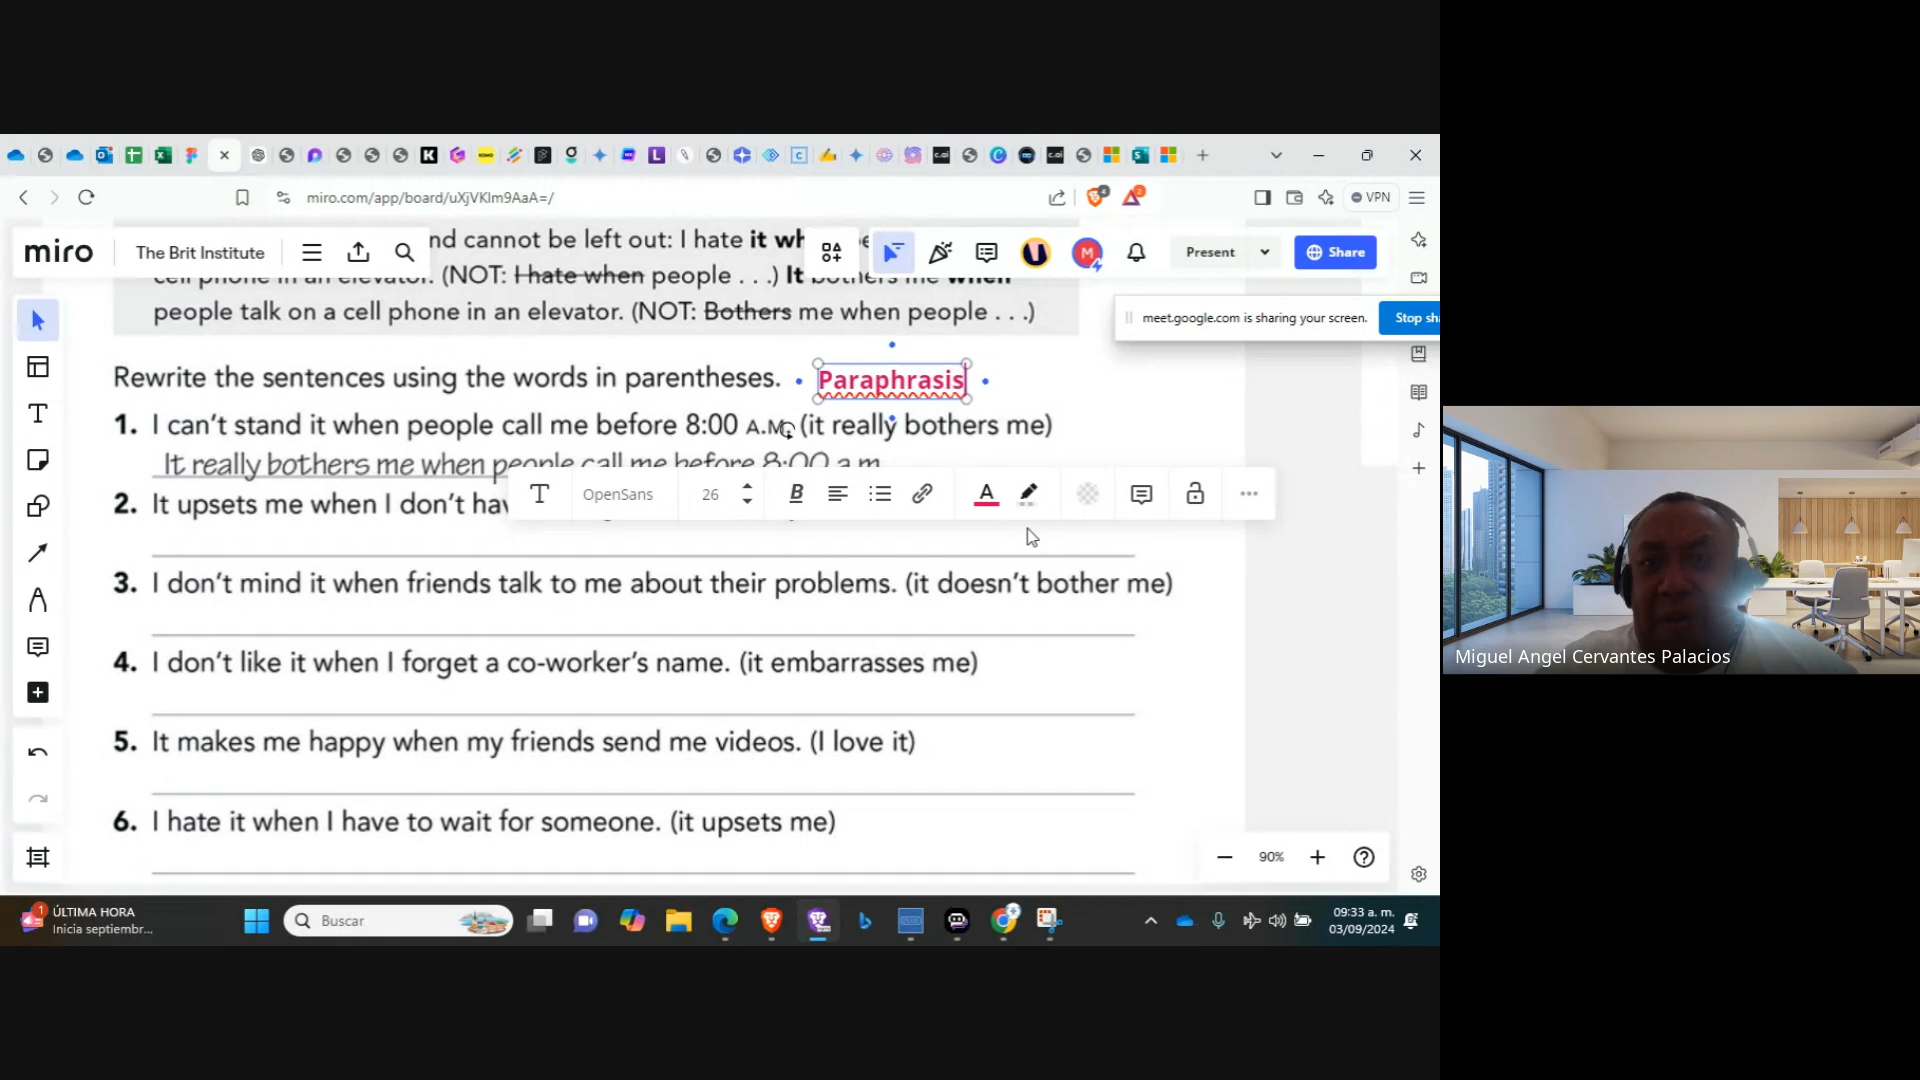 miro.com/app/board/uXjVKlm9AaA=/
VPN
miro
The Brit Institute
Present
Share
nd cannot be left out: I hate it wh
cell phone in an elevator. (NOT: I hate when people . . .) It bothers me when
people talk on a cell phone in an elevator. (NOT: Bothers me when people . . .)
meet.google.com is sharing your screen.
Stop sh
Rewrite the sentences using the words in parentheses.
Paraphrasis
1. I can't stand it when people call me before 8:00 A.M. (it really bothers me)
It really bothers me when people call me before 8:00 a.m.
OpenSans
26
2. It upsets me when I don't hav
3. I don't mind it when friends talk to me about their problems. (it doesn't bother me)
4. I don't like it when I forget a co-worker's name. (it embarrasses me)
5. It makes me happy when my friends send me videos. (I love it)
6. I hate it when I have to wait for someone. (it upsets me)
90%
Miguel Angel Cervantes Palacios
ÚLTIMA HORA
Inicia septiembr...
Buscar
09:33 a. m.
03/09/2024